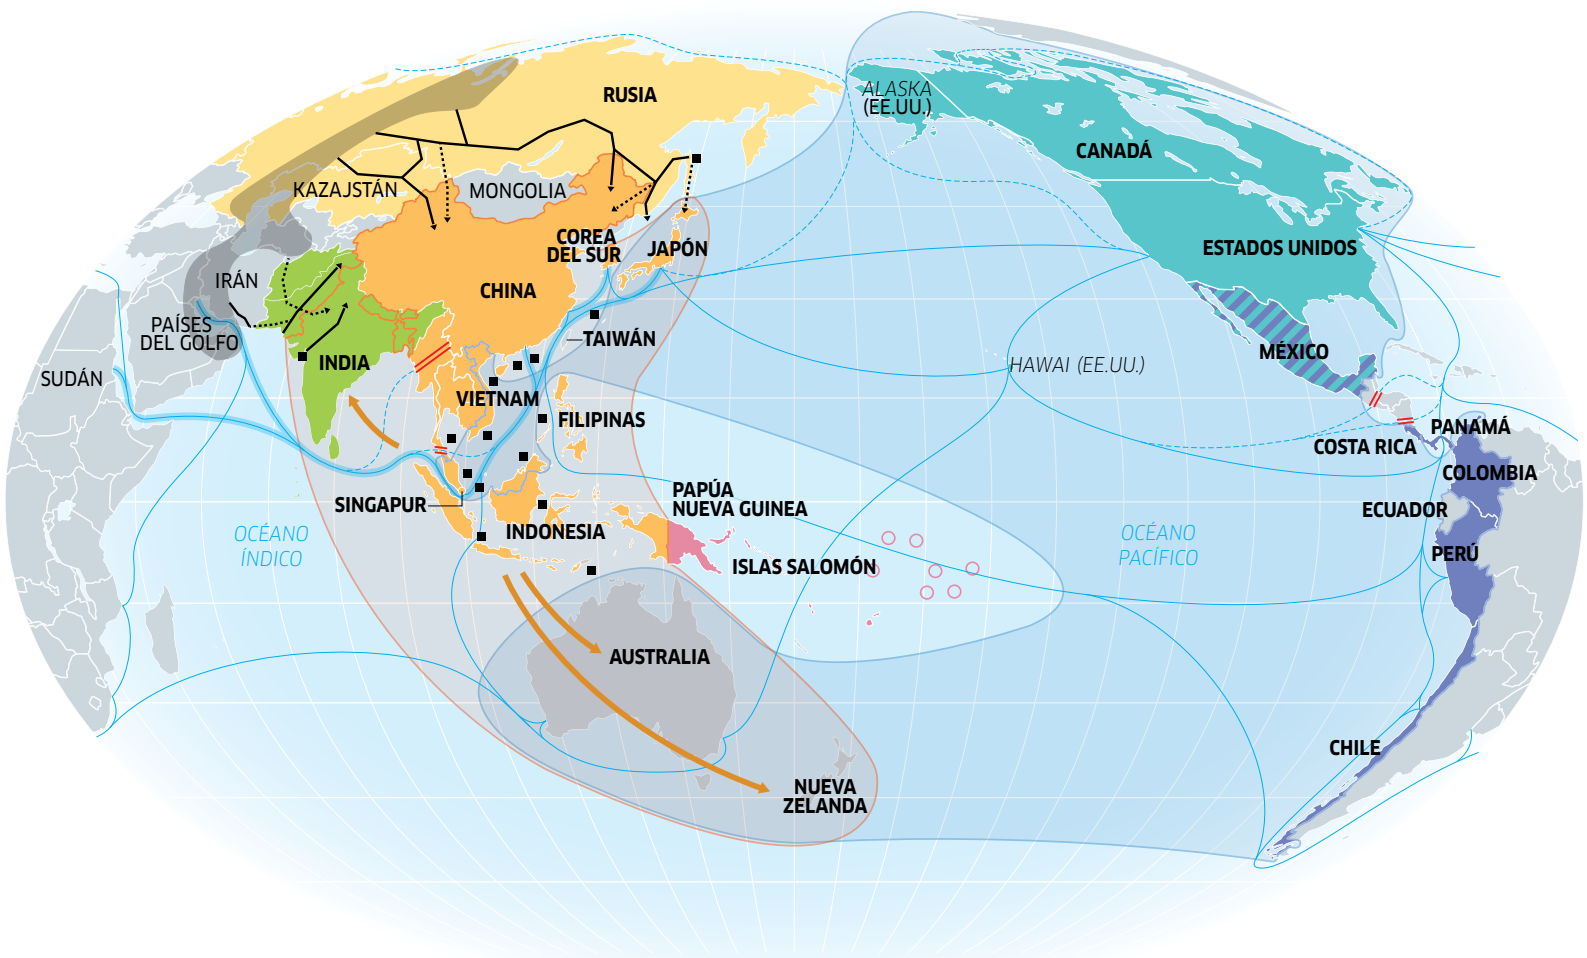 RUSIA
ALASKA
(EE.UU.)
CANADÁ
KAZAJSTÁN
MONGOLIA
COREA
DEL SUR
JAPÓN
ESTADOS UNIDOS
IRÁN
CHINA
PAÍSES
DEL GOLFO
TAIWÁN
MÉXICO
INDIA
HAWAI (EE.UU.)
SUDÁN
VIETNAM
FILIPINAS
PANAMÁ
COSTA RICA
COLOMBIA
SINGAPUR
PAPÚA
NUEVA GUINEA
ECUADOR
OCÉANO
ÍNDICO
INDONESIA
OCÉANO
PACÍFICO
PERÚ
ISLAS SALOMÓN
AUSTRALIA
CHILE
NUEVA
ZELANDA